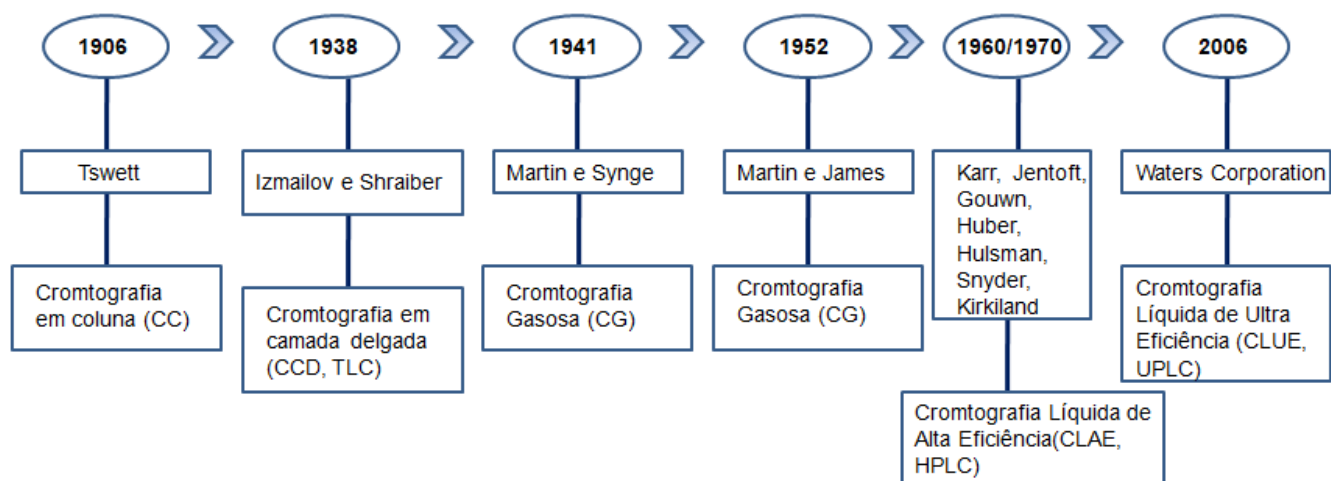 1906
1938
1941
1952
1960/1970
2006
Tswett
Izmailov e Shraiber
Martin e Synge
Martin e James
Karr, Jentoft,
Gouwn,
Huber,
Hulsman,
Snyder,
Kirkiland
Waters Corporation
Cromtografia
em coluna (CC)
Cromtografia em
camada delgada
(CCD, TLC)
Cromtografia
Gasosa (CG)
Cromtografia
Gasosa (CG)
Cromtografia Líquida de
Alta Eficiência(CLAE,
HPLC)
Cromtografia
Líquida de Ultra
Eficiência (CLUE,
UPLC)